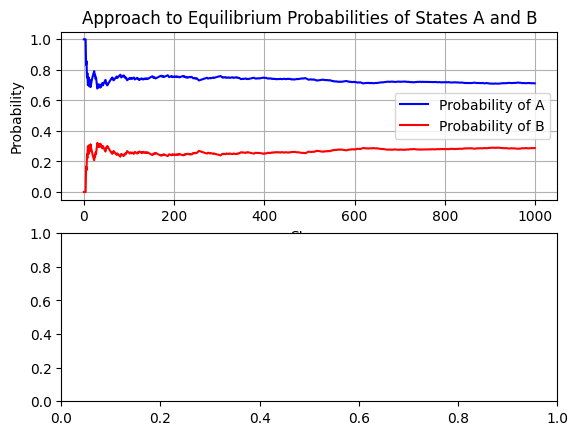 Approach to Equilibrium Probabilities of States A and B
Probability
1.0
0.8
0.6
0.4
0.2
0.0
Probability of A
Probability of B
0 200 400 600 800 1000
1.0
0.8
0.6
0.4
0.2
0.0
0.0 0.2 0.4 0.6 0.8 1.0